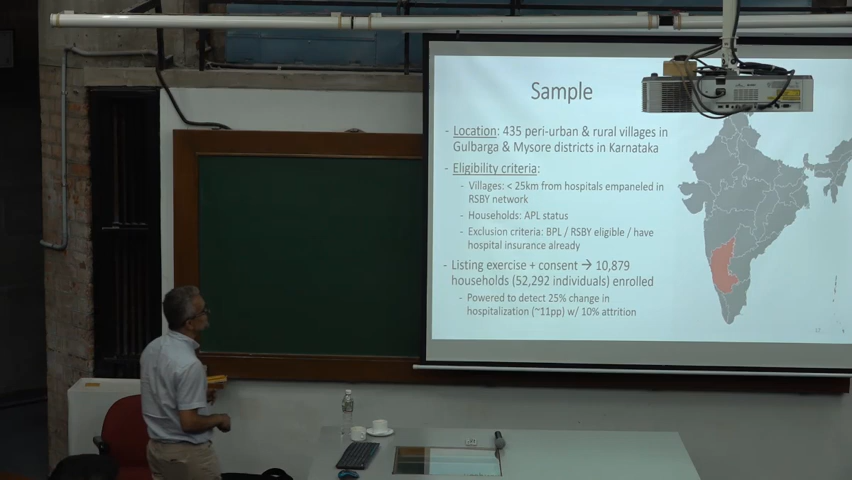 Sample
- Location: 435 peri-urban & rural villages in
Gulbarga & Mysore districts in Karnataka
- Eligibility criteria:
- Villages: < 25km from hospitals empaneled in
RSBY network
- Households: APL status
- Exclusion criteria: BPL / RSBY eligible / have
hospital insurance already
- Listing exercise + consent → 10,879
households (52,292 individuals) enrolled
- Powered to detect 25% change in
hospitalization (~11pp) w/ 10% attrition